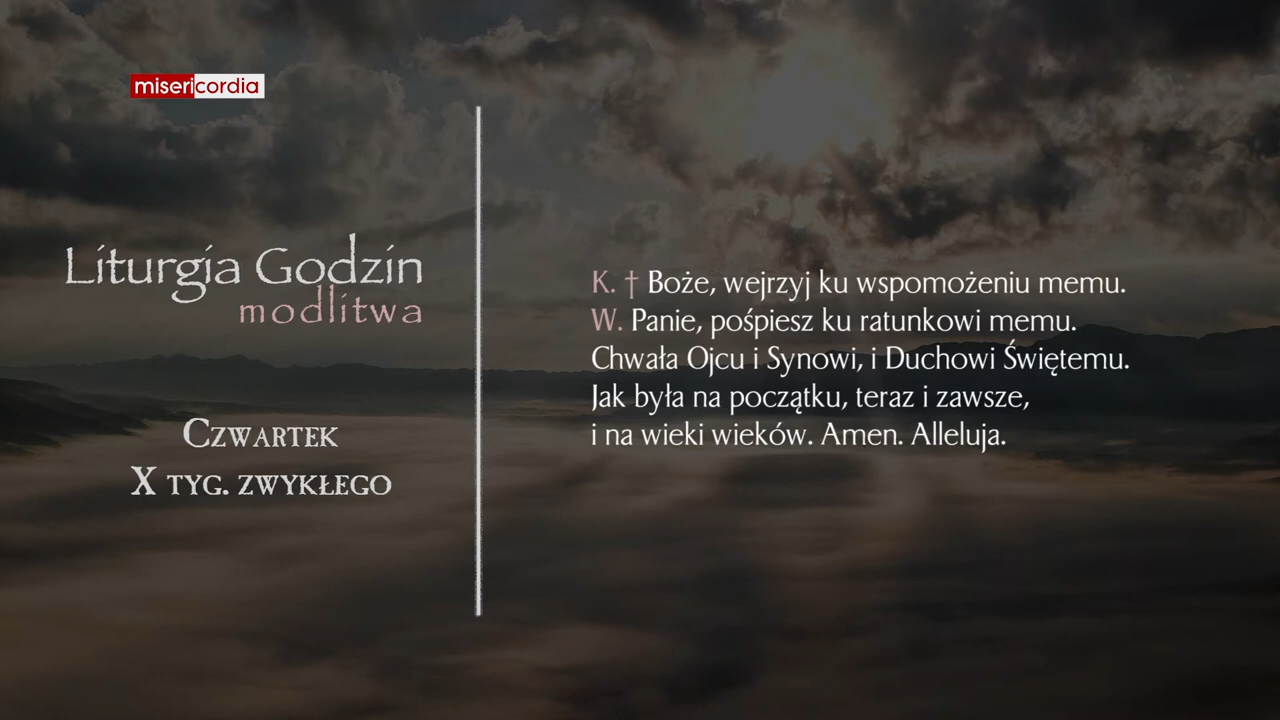 misericordia
Liturgia Godzin
modlitwa
Czwartek
X tyg. zwykłego
K. † Boże, wejrzyj ku wspomożeniu memu.
W. Panie, pośpiesz ku ratunkowi memu.
Chwała Ojcu i Synowi, i Duchowi Świętemu.
Jak była na początku, teraz i zawsze,
i na wieki wieków. Amen. Alleluja.